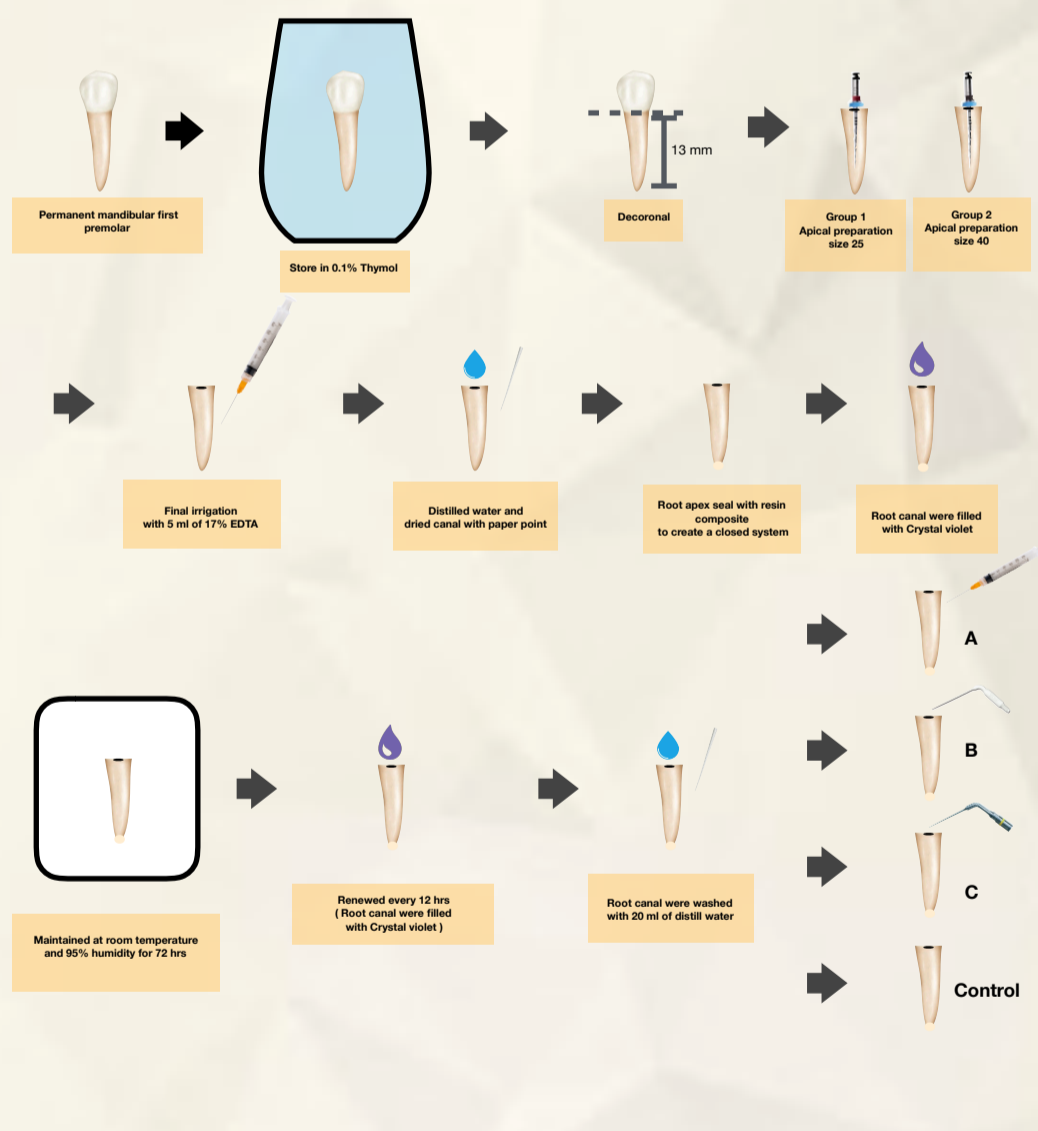 Permanent mandibular first
premolar
Store in 0.1% Thymol
13 mm
Decoronal
Group 1
Apical preparation
size 25
Group 2
Apical preparation
size 40
Final irrigation
with 5 ml of 17% EDTA
Distilled water and
dried canal with paper point
Root apex seal with resin
composite
to create a closed system
Root canal were filled
with Crystal violet
Maintained at room temperature
and 95% humidity for 72 hrs
Renewed every 12 hrs
( Root canal were filled
with Crystal violet )
Root canal were washed
with 20 ml of distill water
A
B
C
Control